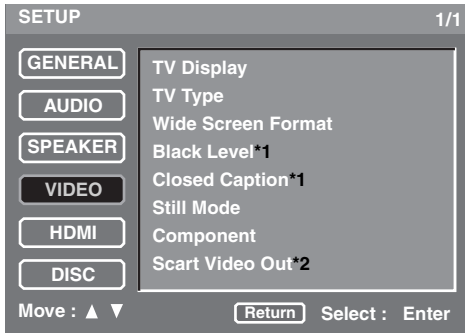 SETUP 1/1
GENERAL
AUDIO
SPEAKER
VIDEO
HDMI
DISC
TV Display
TV Type
Wide Screen Format
Black Level*1
Closed Caption*1
Still Mode
Component
Scart Video Out*2
Move : ▲ ▼ Return Select : Enter